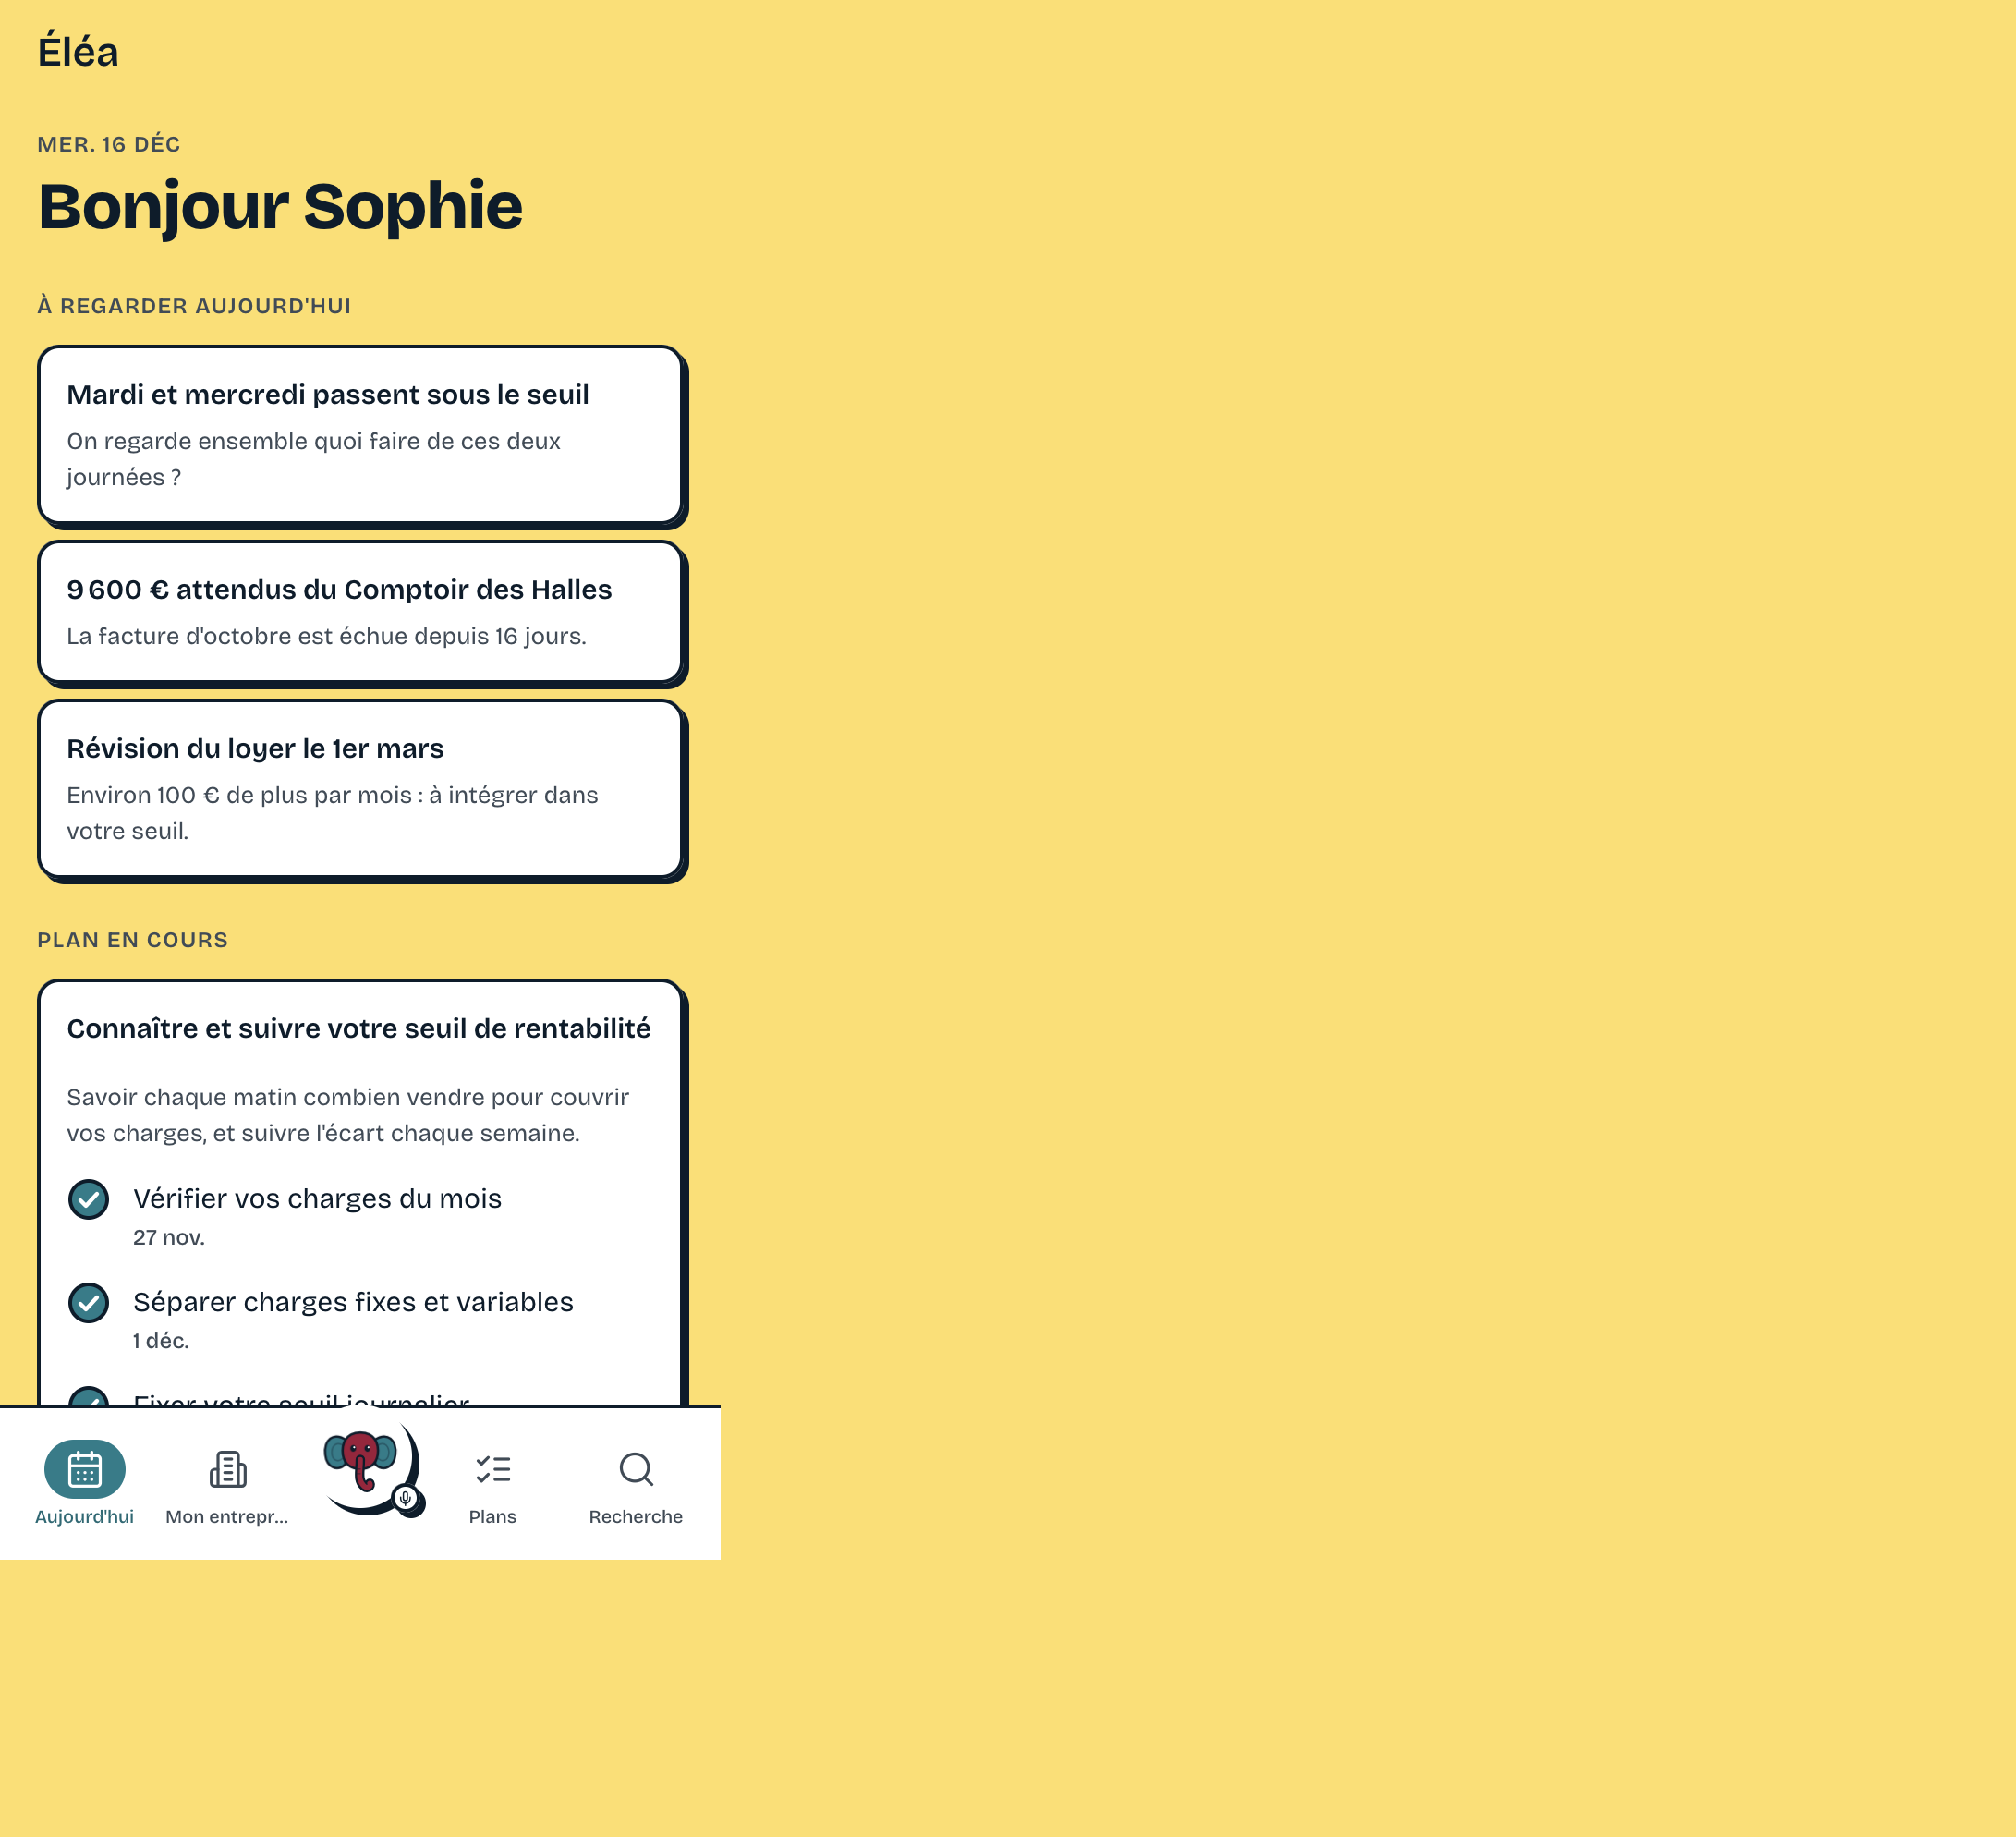 Éléa
MER. 16 DÉC
Bonjour Sophie
À REGARDER AUJOURD'HUI
Mardi et mercredi passent sous le seuil
On regarde ensemble quoi faire de ces deux
journées ?
9 600 € attendus du Comptoir des Halles
La facture d'octobre est échue depuis 16 jours.
Révision du loyer le 1er mars
Environ 100 € de plus par mois : à intégrer dans
votre seuil.
PLAN EN COURS
Connaître et suivre votre seuil de rentabilité
Savoir chaque matin combien vendre pour couvrir
vos charges, et suivre l'écart chaque semaine.
Vérifier vos charges du mois
27 nov.
Séparer charges fixes et variables
1 déc.
Fixer votre seuil journalier
Aujourd'hui
Mon entrepr...
Plans
Recherche